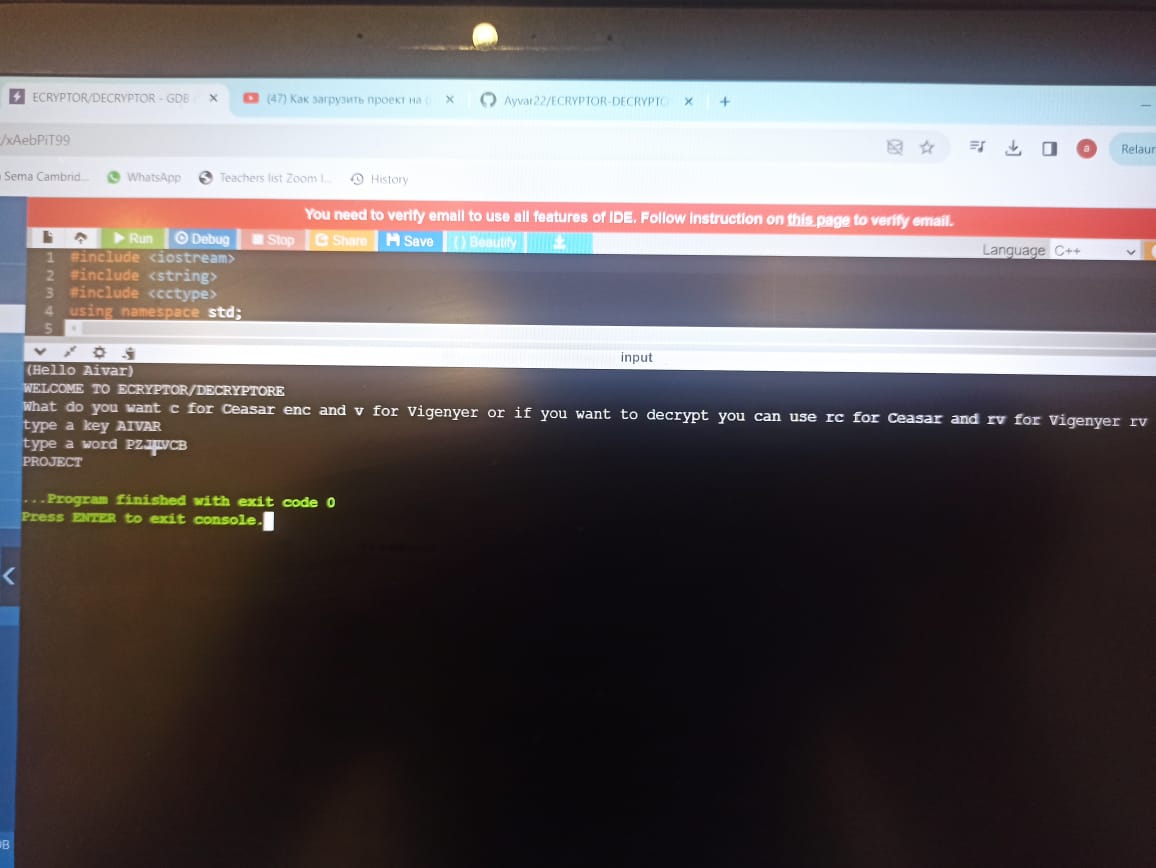 ECRYPTOR/DECRYPTOR - GDB
(47) Как загрузить проект на
Ayvar22/ECRYPTOR-DECRYPTO
/xAebPiT99
a
Relaun
Sema Cambrid...
WhatsApp
Teachers list Zoom I...
History
You need to verify email to use all features of IDE. Follow instruction on this page to verify email.
Run
Debug
Stop
Share
Save
{ } Beautify
Language C++
1 #include <iostream>
2 #include <string>
3 #include <cctype>
4 using namespace std;
5
input
(Hello Aivar)
WELCOME TO ECRYPTOR/DECRYPTORE
What do you want c for Ceasar enc and v for Vigenyer or if you want to decrypt you can use rc for Ceasar and rv for Vigenyer rv
type a key AIVAR
type a word
PROJECT
...Program finished with exit code 0
Press ENTER to exit console.